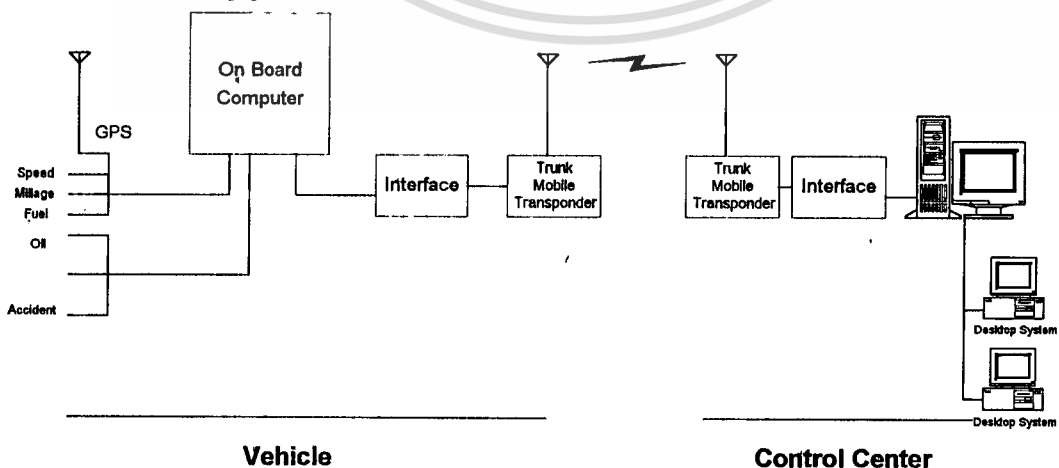 On Board
Computer
GPS
Speed
Millage
Fuel
Oil
Accident
Interface
Trunk
Mobile
Transponder
Trunk
Mobile
Transponder
Interface
Desktop System
Desktop System
Vehicle
Control Center